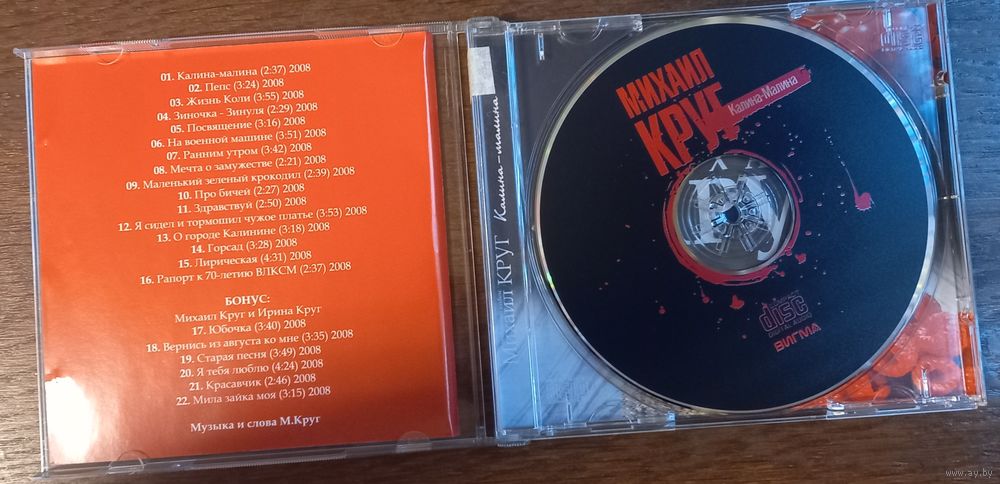 01. Калина-малина (2:37) 2008
02. Пепс (3:24) 2008
03. Жизнь Коли (3:55) 2008
04. Зиночка - Зинуля (2:29) 2008
05. Посвящение (3:16) 2008
06. На военной машине (3:51) 2008
07. Ранним утром (3:42) 2008
08. Мечта о замужестве (2:21) 2008
09. Маленький зеленый крокодил (2:39) 2008
10. Про бичей (2:27) 2008
11. Здравствуй (2:50) 2008
12. Я сидел и тормошил чужое платье (3:53) 2008
13. О городе Калинине (3:18) 2008
14. Горсад (3:28) 2008
15. Лирическая (4:31) 2008
16. Рапорт к 70-летию ВЛКСМ (2:37) 2008
БОНУС:
Михаил Круг и Ирина Круг
17. Юбочка (3:40) 2008
18. Вернись из августа ко мне (3:35) 2008
19. Старая песня (3:49) 2008
20. Я тебя люблю (4:24) 2008
21. Красавчик (2:46) 2008
22. Мила зайка моя (3:15) 2008
Музыка и слова М.Круг
Михаил КРУГ Калина-малина
МИХАИЛ
КРУГ
Калина-Малина
COMPACT
disc
DIGITAL AUDIO
ВИГМА
www.ay.by